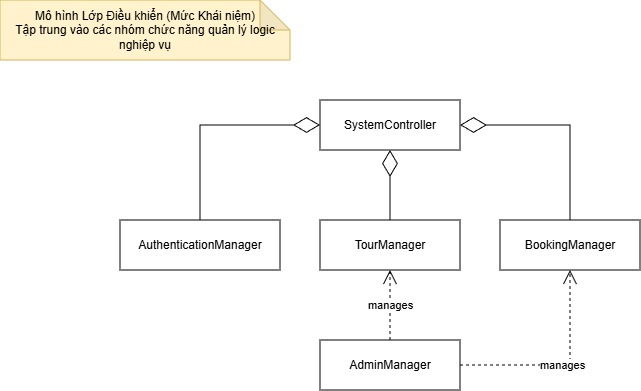 Mô hình Lớp Điều khiển (Mức Khái niệm)
Tập trung vào các nhóm chức năng quản lý logic
nghiệp vụ
SystemController
AuthenticationManager
TourManager
BookingManager
manages
AdminManager
manages